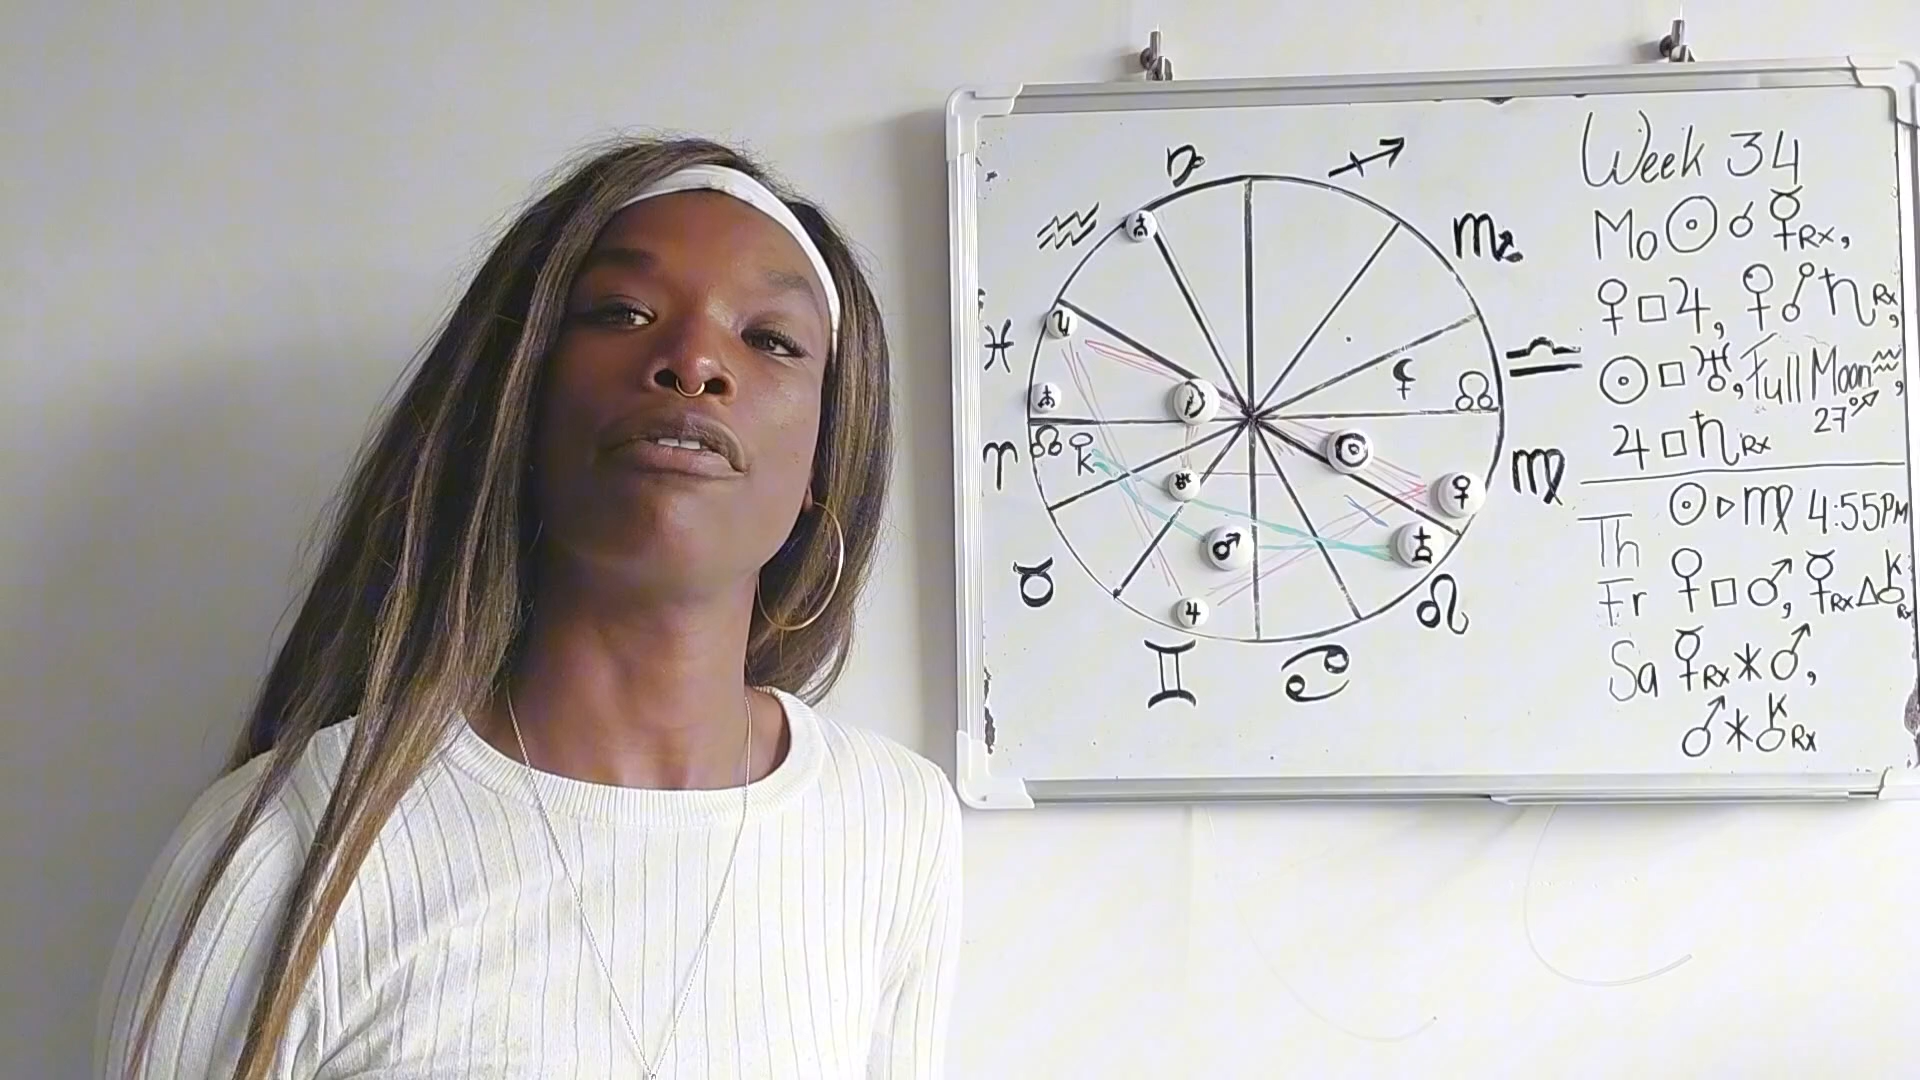 Week 34
Mo ☉ ☌ ☿ Rx,
♀ □ ♃, ♀ ☍ ♄ Rx,
☉ □ ♅, Full Moon ♒,
27°
♃ □ ♄ Rx
Th ☉ ▷ ♍ 4:55PM
Fr ♀ □ ♂, ☿ Rx △ ⚷ Rx
Sa ☿ Rx ⚹ ♂,
♂ ⚹ ⚷ Rx
♑ ♐
♒ ♏
♓ ♎
♈ ♍
♉ ♌
♊ ♋
♆
☽
⚸ ☊
☊ ⚷
☉
♅ ♀
♂
♃